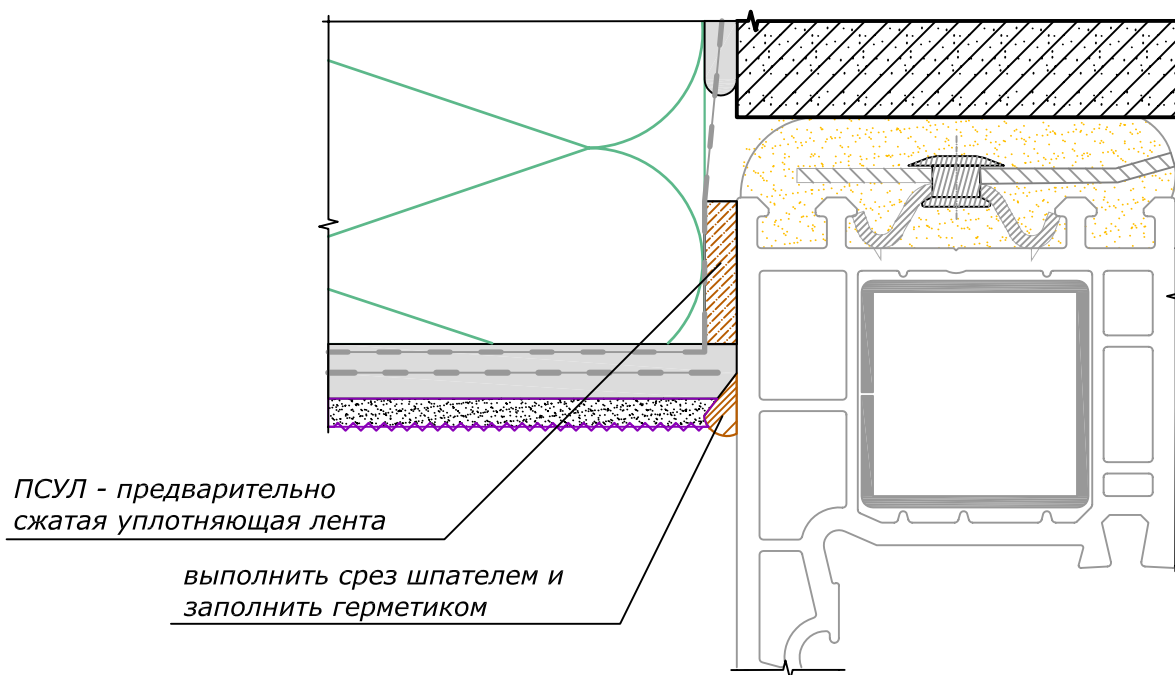 ПСУЛ - предварительно
сжатая уплотняющая лента
выполнить срез шпателем и
заполнить герметиком